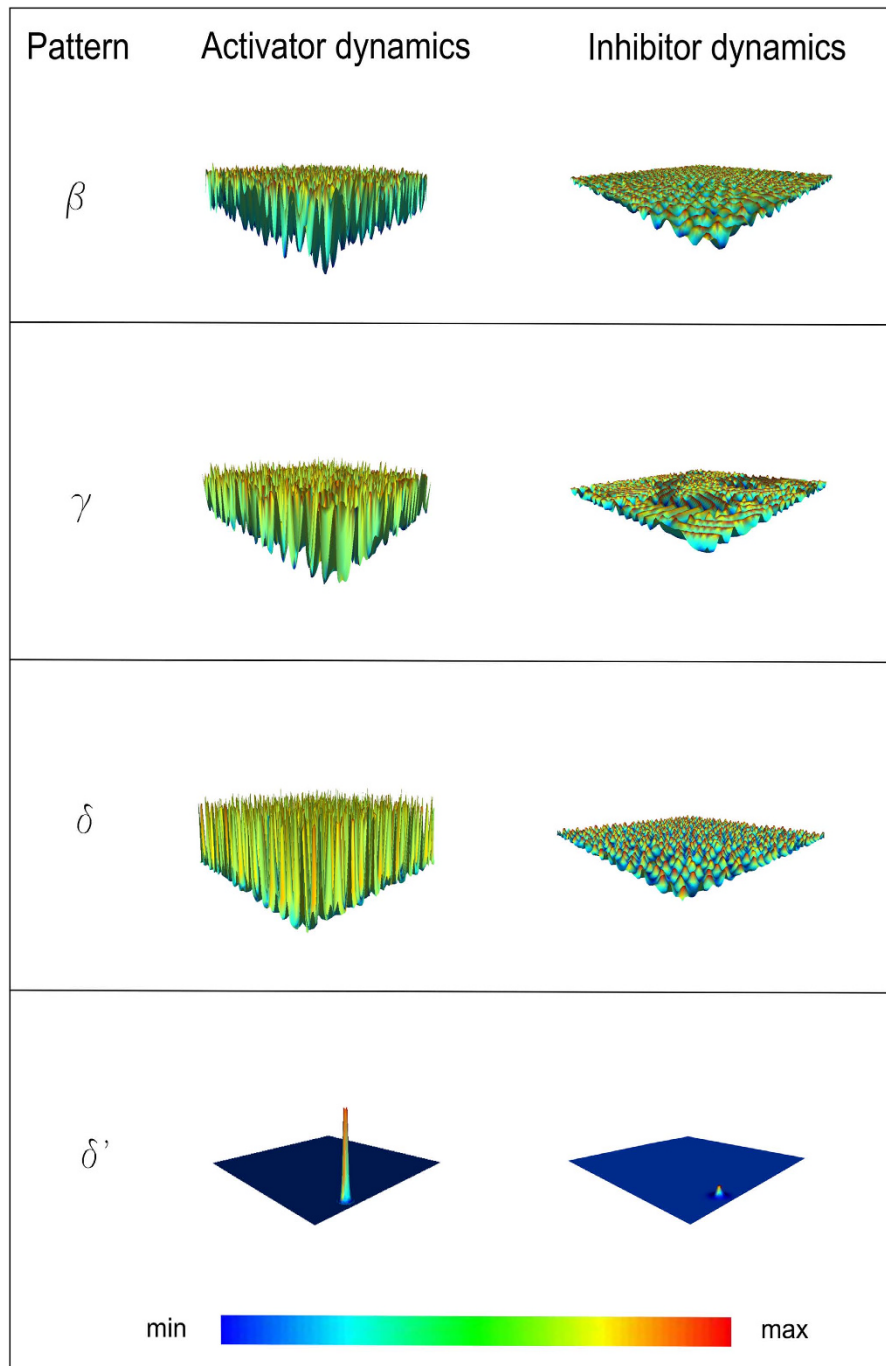 Pattern Activator dynamics Inhibitor dynamics
β
γ
δ
δ’
min max